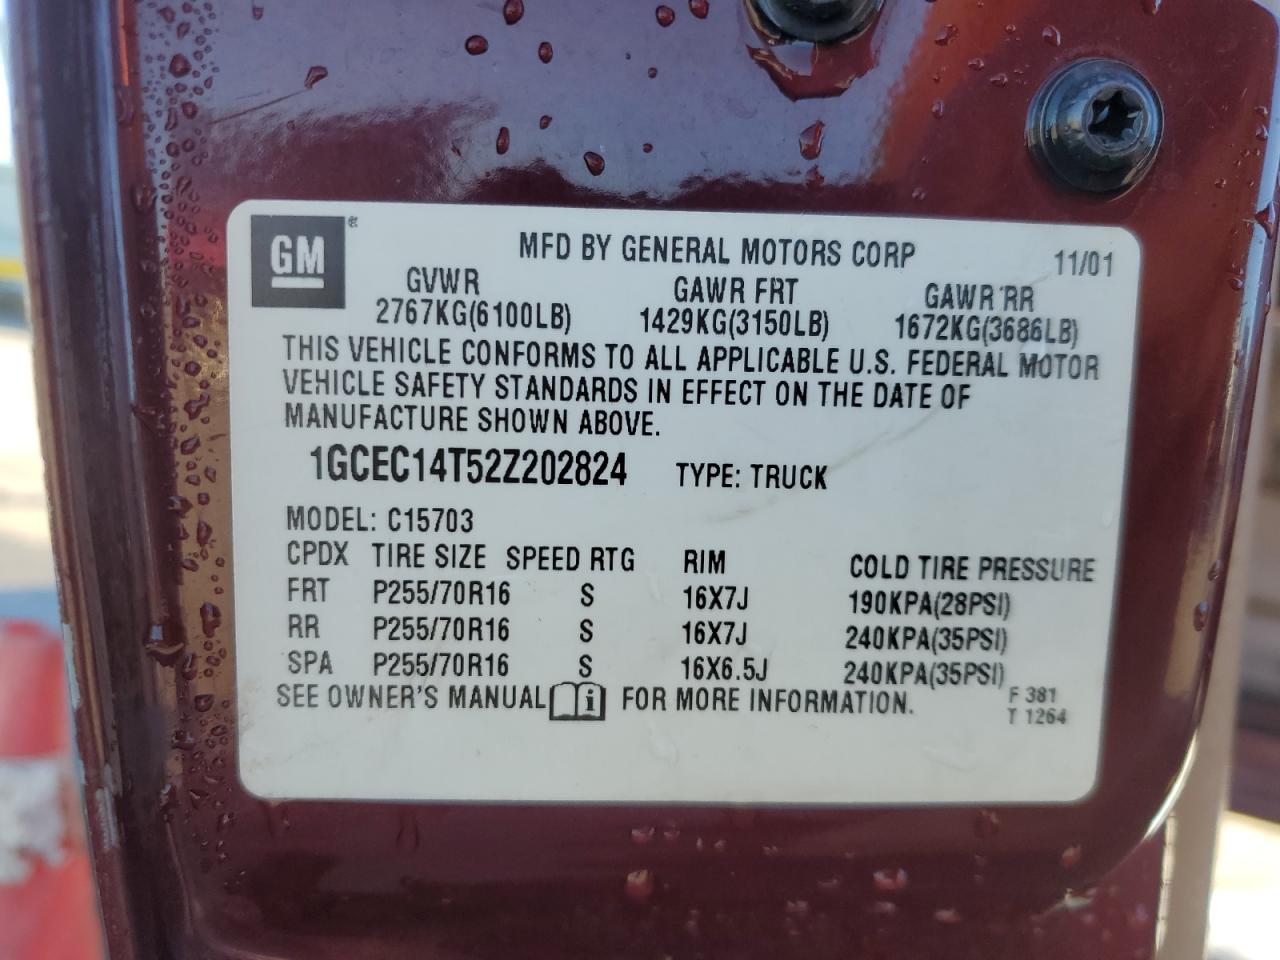 GM ®
MFD BY GENERAL MOTORS CORP 11/01
GVWR GAWR FRT GAWR RR
2767KG(6100LB) 1429KG(3150LB) 1672KG(3686LB)
THIS VEHICLE CONFORMS TO ALL APPLICABLE U.S. FEDERAL MOTOR
VEHICLE SAFETY STANDARDS IN EFFECT ON THE DATE OF
MANUFACTURE SHOWN ABOVE.
1GCEC14T52Z202824 TYPE: TRUCK
MODEL: C15703
CPDX TIRE SIZE SPEED RTG RIM COLD TIRE PRESSURE
FRT P255/70R16 S 16X7J 190KPA(28PSI)
RR P255/70R16 S 16X7J 240KPA(35PSI)
SPA P255/70R16 S 16X6.5J 240KPA(35PSI)
SEE OWNER'S MANUAL i FOR MORE INFORMATION.
F 381
T 1264